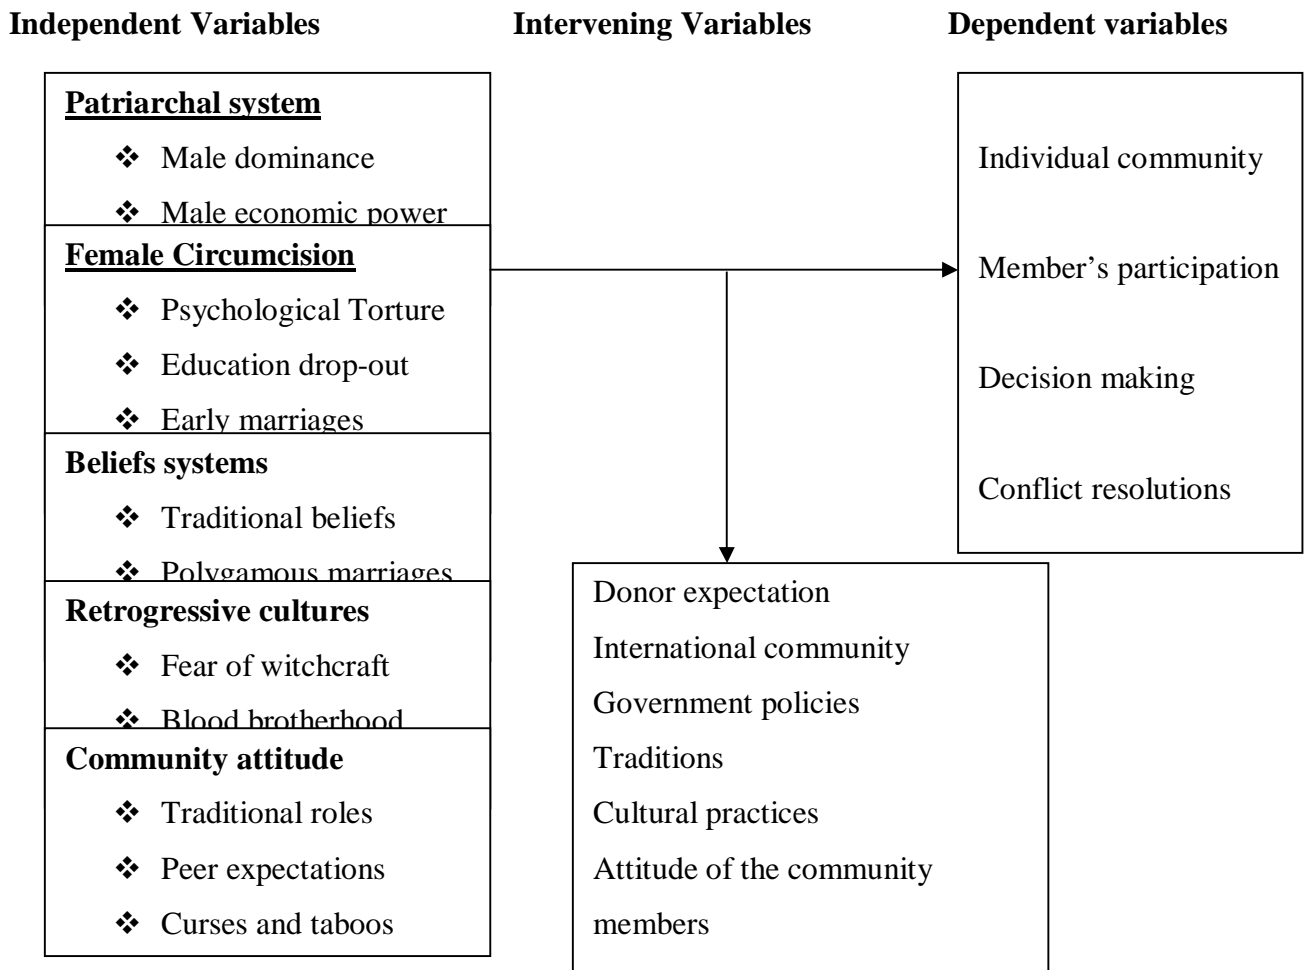 Independent Variables
Intervening Variables
Dependent variables
Patriarchal system
❖ Male dominance
❖ Male economic power
Female Circumcision
❖ Psychological Torture
❖ Education drop-out
❖ Early marriages
Beliefs systems
❖ Traditional beliefs
❖ Polygamous marriages
Retrogressive cultures
❖ Fear of witchcraft
❖ Blood brotherhood
Community attitude
❖ Traditional roles
❖ Peer expectations
❖ Curses and taboos
Donor expectation
International community
Government policies
Traditions
Cultural practices
Attitude of the community
members
Individual community
Member’s participation
Decision making
Conflict resolutions